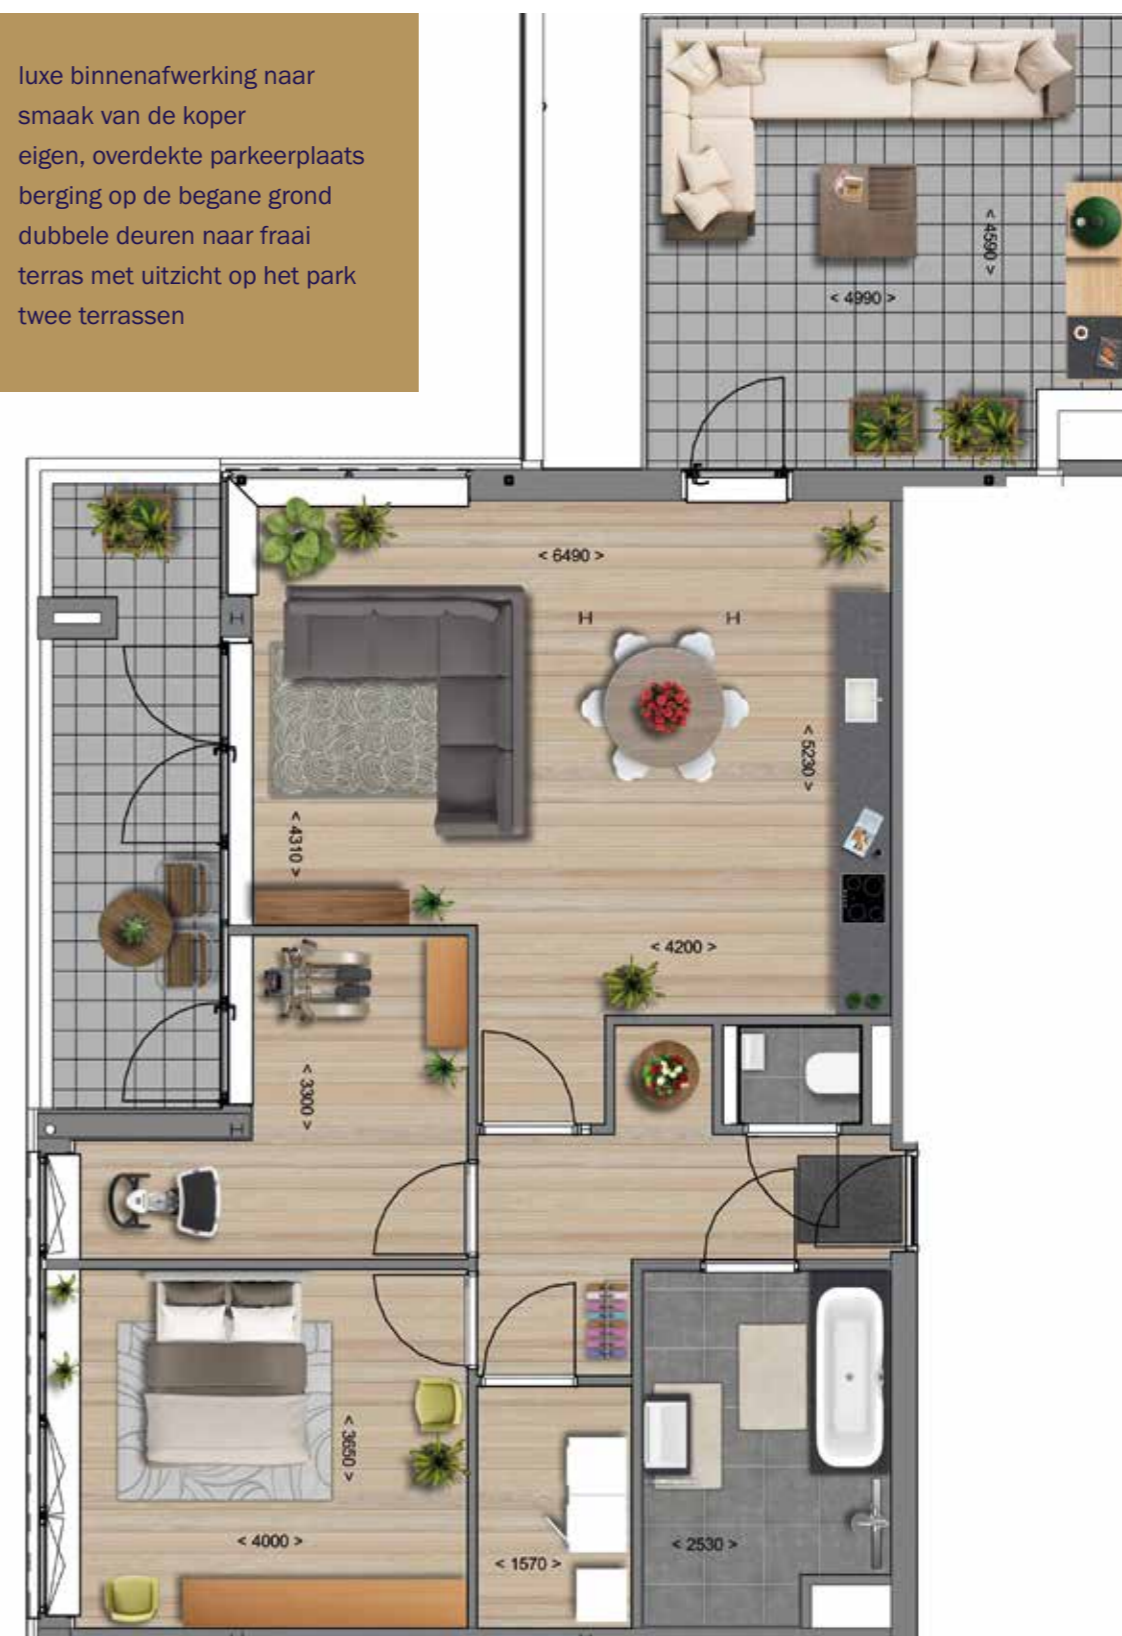 luxe binnenafwerking naar
smaak van de koper
eigen, overdekte parkeerplaats
berging op de begane grond
dubbele deuren naar fraai
terras met uitzicht op het park
twee terrassen
< 4590 >
< 4990 >
< 6490 >
H
H
H
< 5230 >
< 4310 >
< 4200 >
< 3300 >
H
< 3650 >
< 4000 >
< 1570 >
< 2530 >